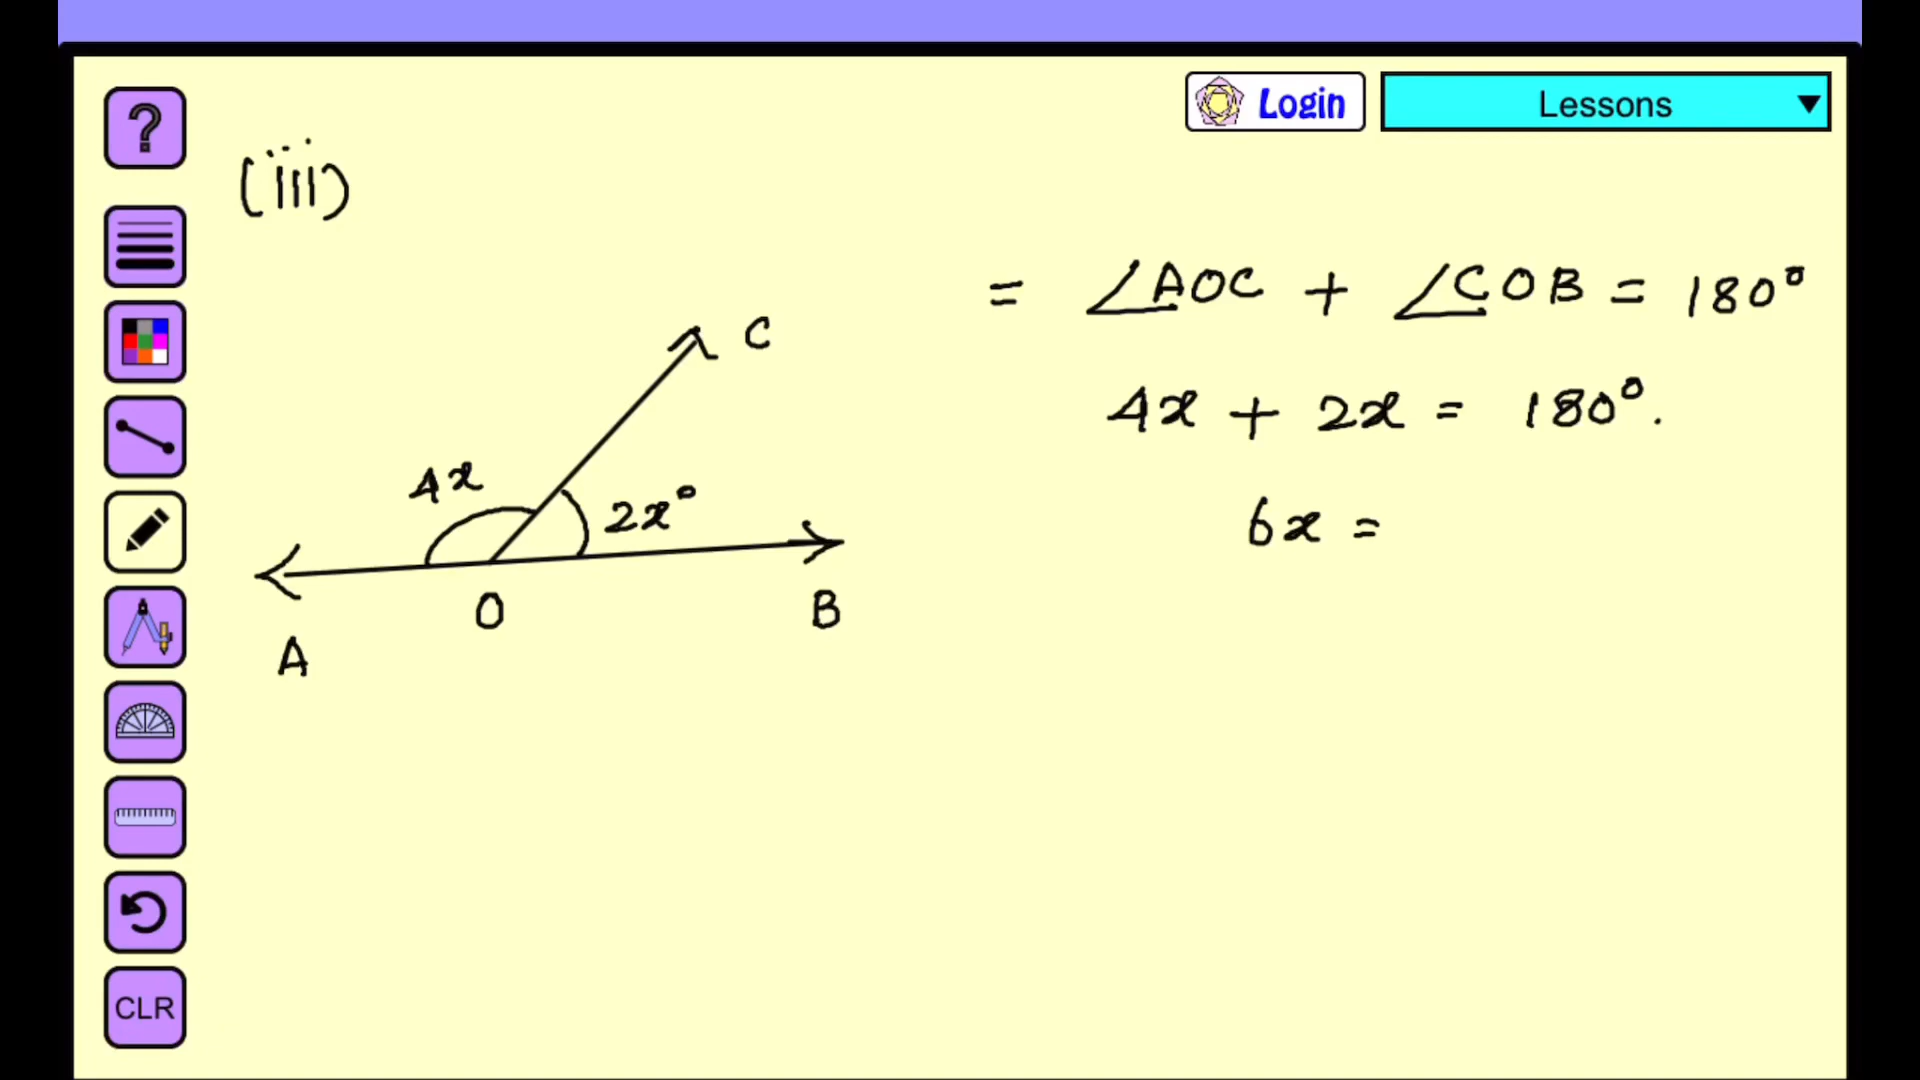 ?
Login
Lessons
(iii)
= ∠AOC + ∠COB = 180°
C
4x + 2x = 180°.
4x
2x°
6x =
O
B
A
CLR